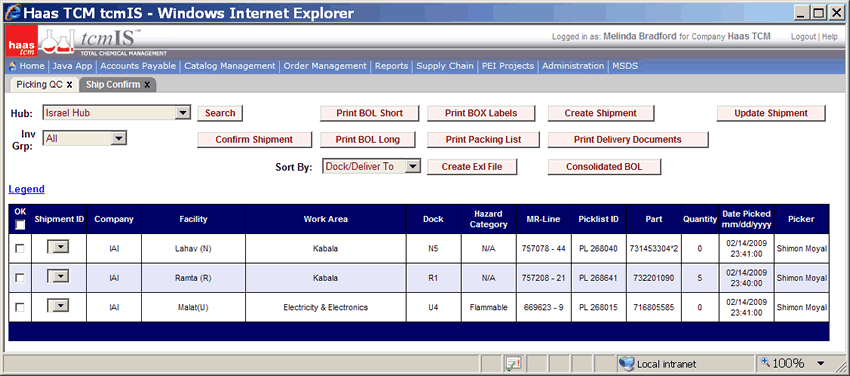 Haas TCM tcmIS - Windows Internet Explorer
haas tcm
tcmIS™
TOTAL CHEMICAL MANAGEMENT
Logged in as: Melinda Bradford for Company Haas TCM
Logout | Help
Home | Java App | Accounts Payable | Catalog Management | Order Management | Reports | Supply Chain | PEI Projects | Administration | MSDS
Picking QC x Ship Confirm x
Hub: Israel Hub Search Print BOL Short Print BOX Labels Create Shipment Update Shipment
Inv Grp: All Confirm Shipment Print BOL Long Print Packing List Print Delivery Documents
Sort By: Dock/Deliver To Create Exl File Consolidated BOL
Legend
OK Shipment ID Company Facility Work Area Dock Hazard Category MR-Line Picklist ID Part Quantity Date Picked mm/dd/yyyy Picker
IAI Lahav (N) Kabala N5 N/A 757078 - 44 PL 268040 731453304*2 0 02/14/2009 23:41:00 Shimon Moyal
IAI Ramta (R) Kabala R1 N/A 757208 - 21 PL 268641 732201090 5 02/14/2009 23:40:00 Shimon Moyal
IAI Malat(U) Electricity & Electronics U4 Flammable 669623 - 9 PL 268015 716805585 0 02/14/2009 23:41:00 Shimon Moyal
Local intranet 100%